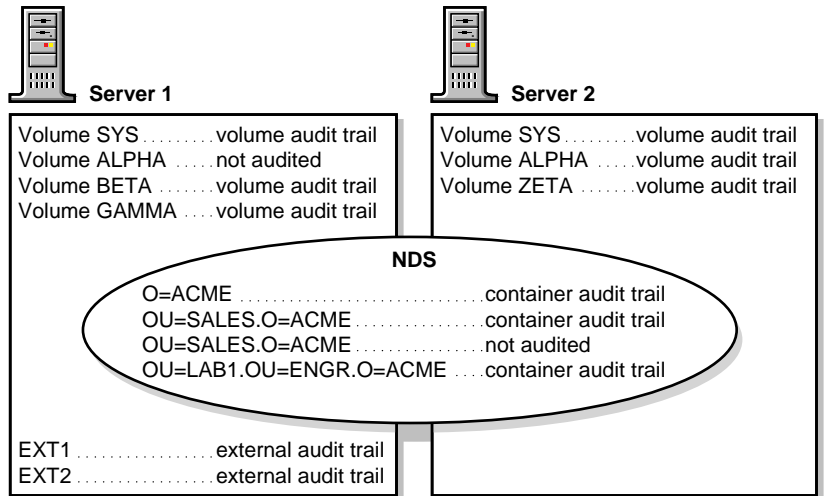 Server 1
Volume SYS.........volume audit trail
Volume ALPHA .....not audited
Volume BETA .......volume audit trail
Volume GAMMA ....volume audit trail
Server 2
Volume SYS.........volume audit trail
Volume ALPHA .....volume audit trail
Volume ZETA .......volume audit trail
NDS
O=ACME ...............................container audit trail
OU=SALES.O=ACME................container audit trail
OU=SALES.O=ACME................not audited
OU=LAB1.OU=ENGR.O=ACME ....container audit trail
EXT1 .................external audit trail
EXT2 .................external audit trail